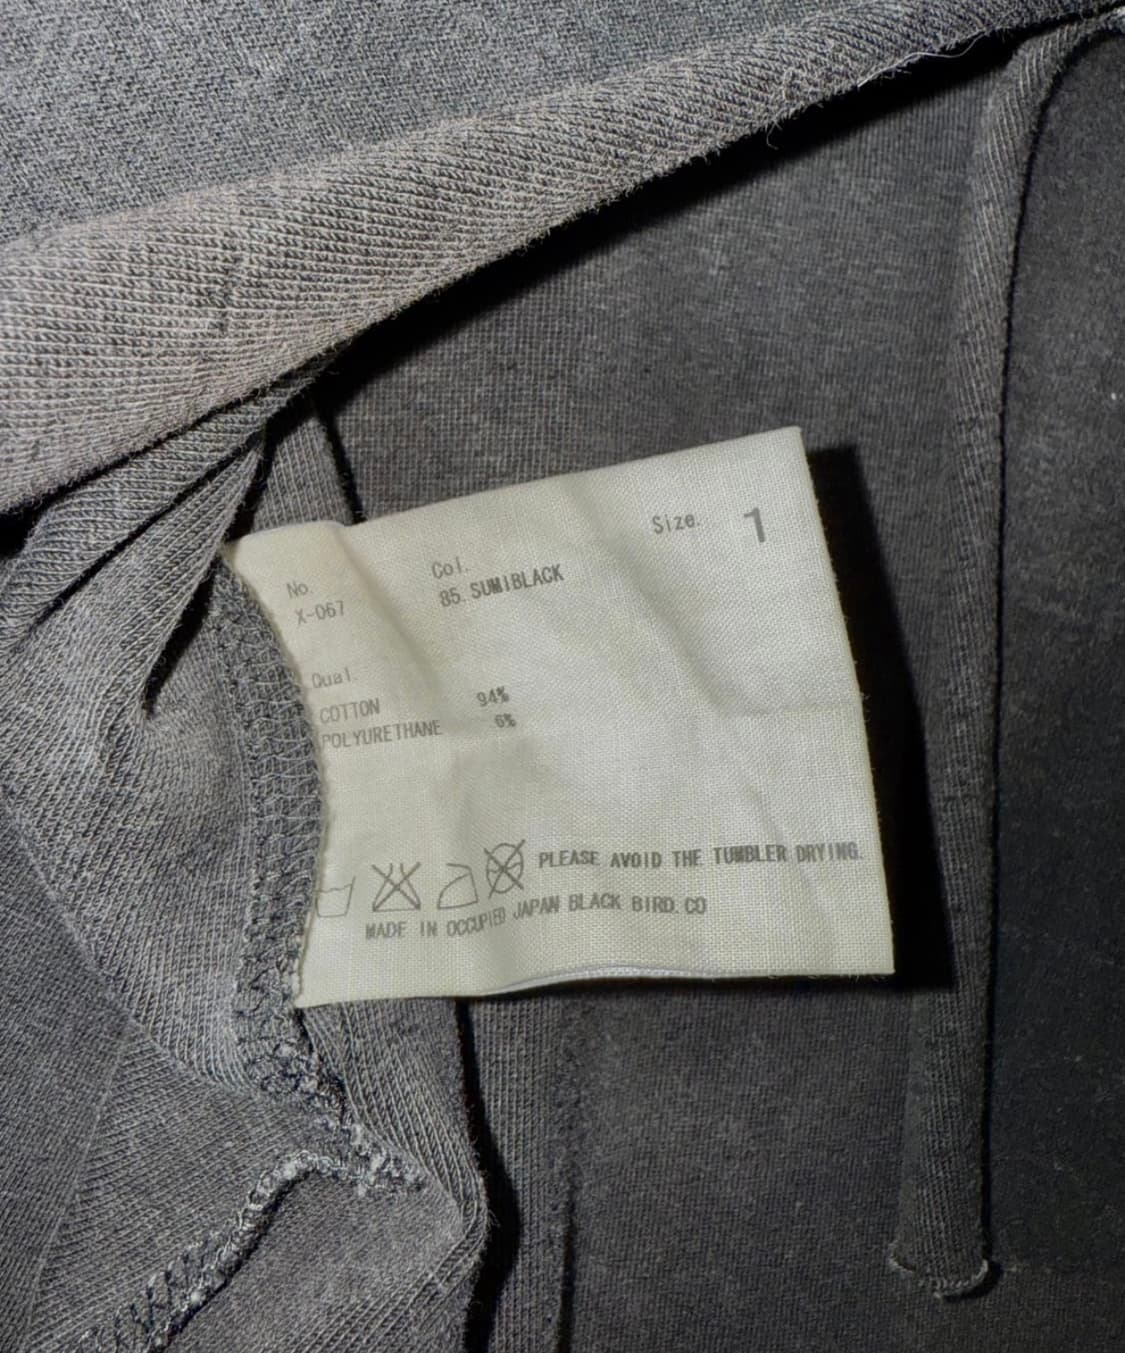 Size. 1
No. Col.
X-067 85.SUMIBLACK
Qual.
COTTON 94%
POLYURETHANE 6%
PLEASE AVOID THE TUMBLER DRYING.
MADE IN OCCUPIED JAPAN BLACK BIRD.CO